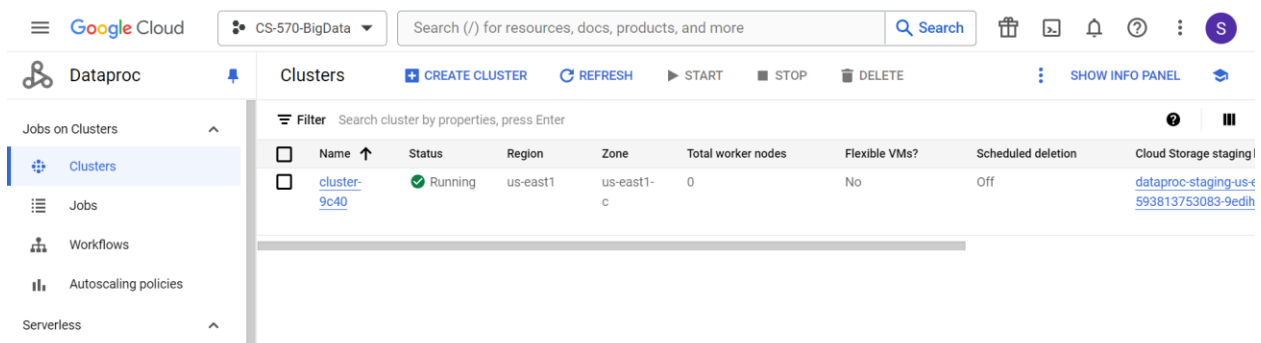 Google Cloud
CS-570-BigData
Search (/) for resources, docs, products, and more
Search
S
Dataproc
Clusters
CREATE CLUSTER
REFRESH
START
STOP
DELETE
SHOW INFO PANEL
Jobs on Clusters
Clusters
Jobs
Workflows
Autoscaling policies
Serverless
Filter Search cluster by properties, press Enter
Name Status Region Zone Total worker nodes Flexible VMs? Scheduled deletion Cloud Storage staging
cluster- Running us-east1 us-east1- 0 No Off dataproc-staging-us-e
9c40 c 593813753083-9edih